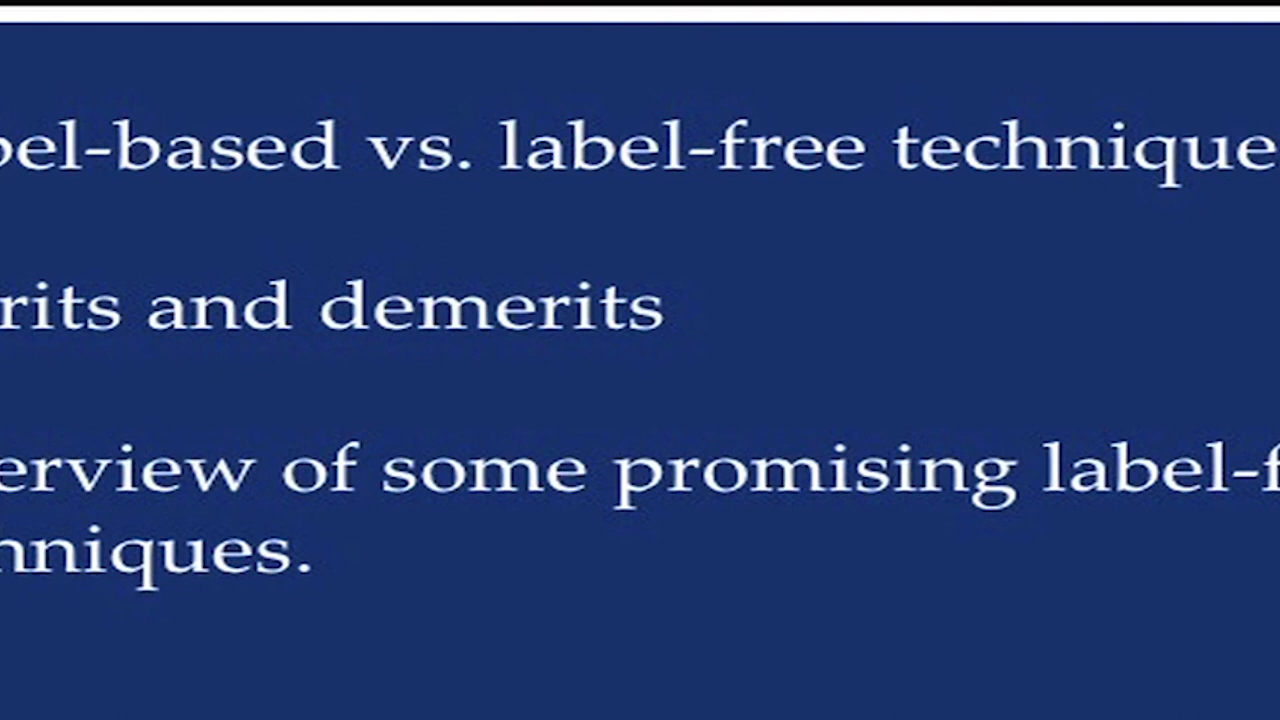 bel-based vs. label-free technique
rits and demerits
erview of some promising label-f
hniques.